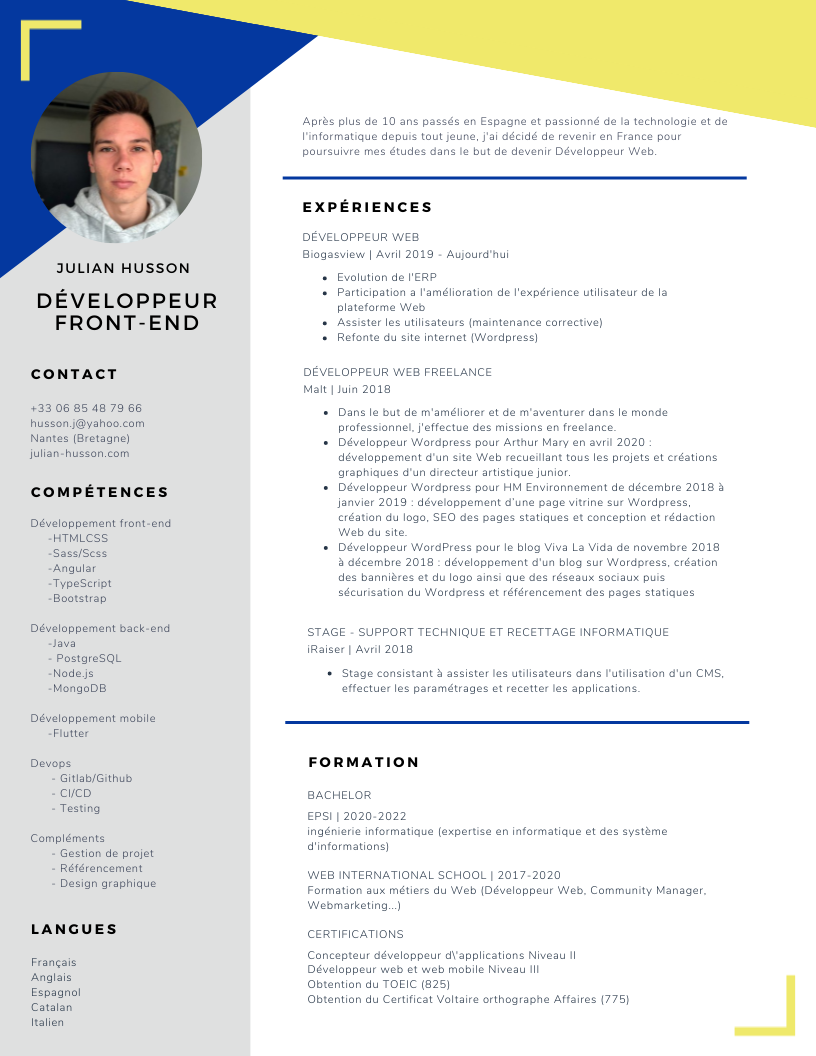 JULIAN HUSSON
DÉVELOPPEUR
FRONT-END
CONTACT
+33 06 85 48 79 66
husson.j@yahoo.com
Nantes (Bretagne)
julian-husson.com
COMPÉTENCES
Développement front-end
-HTMLCSS
-Sass/Scss
-Angular
-TypeScript
-Bootstrap
Développement back-end
-Java
- PostgreSQL
-Node.js
-MongoDB
Développement mobile
-Flutter
Devops
- Gitlab/Github
- CI/CD
- Testing
Compléments
- Gestion de projet
- Référencement
- Design graphique
LANGUES
Français
Anglais
Espagnol
Catalan
Italien
Après plus de 10 ans passés en Espagne et passionné de la technologie et de
l'informatique depuis tout jeune, j'ai décidé de revenir en France pour
poursuivre mes études dans le but de devenir Développeur Web.
EXPÉRIENCES
DÉVELOPPEUR WEB
Biogasview | Avril 2019 - Aujourd'hui
• Evolution de l'ERP
• Participation a l'amélioration de l'expérience utilisateur de la
plateforme Web
• Assister les utilisateurs (maintenance corrective)
• Refonte du site internet (Wordpress)
DÉVELOPPEUR WEB FREELANCE
Malt | Juin 2018
• Dans le but de m'améliorer et de m'aventurer dans le monde
professionnel, j'effectue des missions en freelance.
• Développeur Wordpress pour Arthur Mary en avril 2020 :
développement d'un site Web recueillant tous les projets et créations
graphiques d'un directeur artistique junior.
• Développeur Wordpress pour HM Environnement de décembre 2018 à
janvier 2019 : développement d'une page vitrine sur Wordpress,
création du logo, SEO des pages statiques et conception et rédaction
Web du site.
• Développeur WordPress pour le blog Viva La Vida de novembre 2018
à décembre 2018 : développement d'un blog sur Wordpress, création
des bannières et du logo ainsi que des réseaux sociaux puis
sécurisation du Wordpress et référencement des pages statiques
STAGE - SUPPORT TECHNIQUE ET RECETTAGE INFORMATIQUE
iRaiser | Avril 2018
• Stage consistant à assister les utilisateurs dans l'utilisation d'un CMS,
effectuer les paramétrages et recetter les applications.
FORMATION
BACHELOR
EPSI | 2020-2022
ingénierie informatique (expertise en informatique et des système
d'informations)
WEB INTERNATIONAL SCHOOL | 2017-2020
Formation aux métiers du Web (Développeur Web, Community Manager,
Webmarketing...)
CERTIFICATIONS
Concepteur développeur d\'applications Niveau II
Développeur web et web mobile Niveau III
Obtention du TOEIC (825)
Obtention du Certificat Voltaire orthographe Affaires (775)